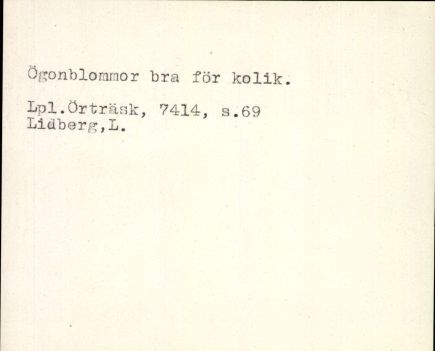 Ögonblommor bra för kolik.
Lpl.Örträsk, 7414, s.69
Lidberg,L.